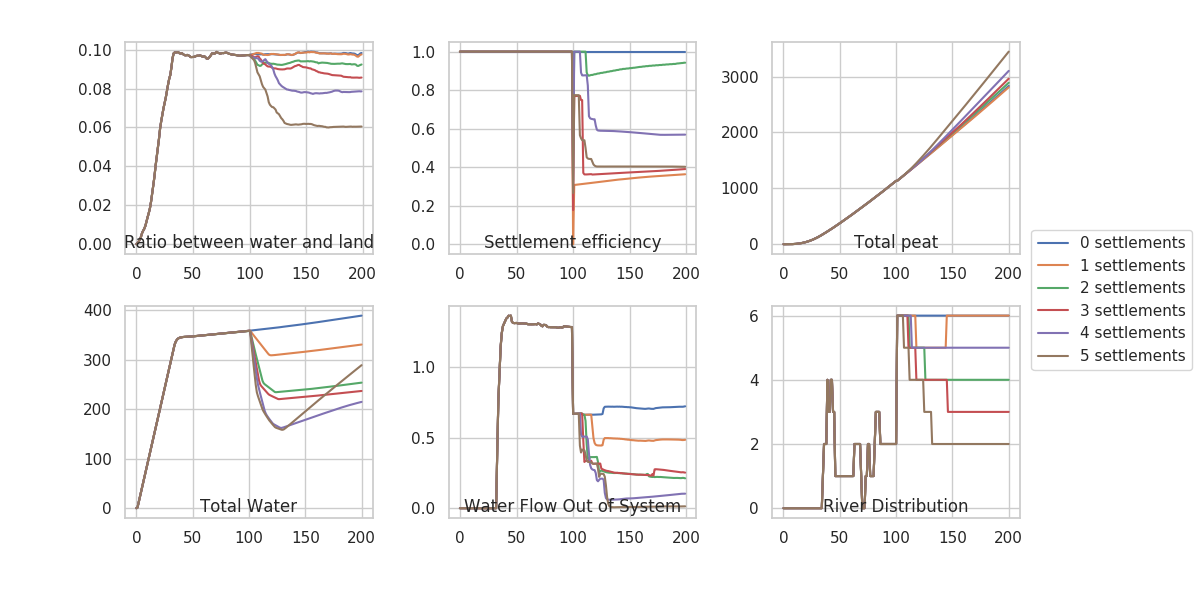 0.10
0.08
0.06
0.04
0.02
0.00
Ratio between water and land
0 50 100 150 200
1.0
0.8
0.6
0.4
0.2
0.0
Settlement efficiency
0 50 100 150 200
3000
2000
1000
0
Total peat
0 50 100 150 200
0 settlements
1 settlements
2 settlements
3 settlements
4 settlements
5 settlements
400
300
200
100
0
Total Water
0 50 100 150 200
1.0
0.5
0.0
Water Flow Out of System
0 50 100 150 200
6
4
2
0
River Distribution
0 50 100 150 200